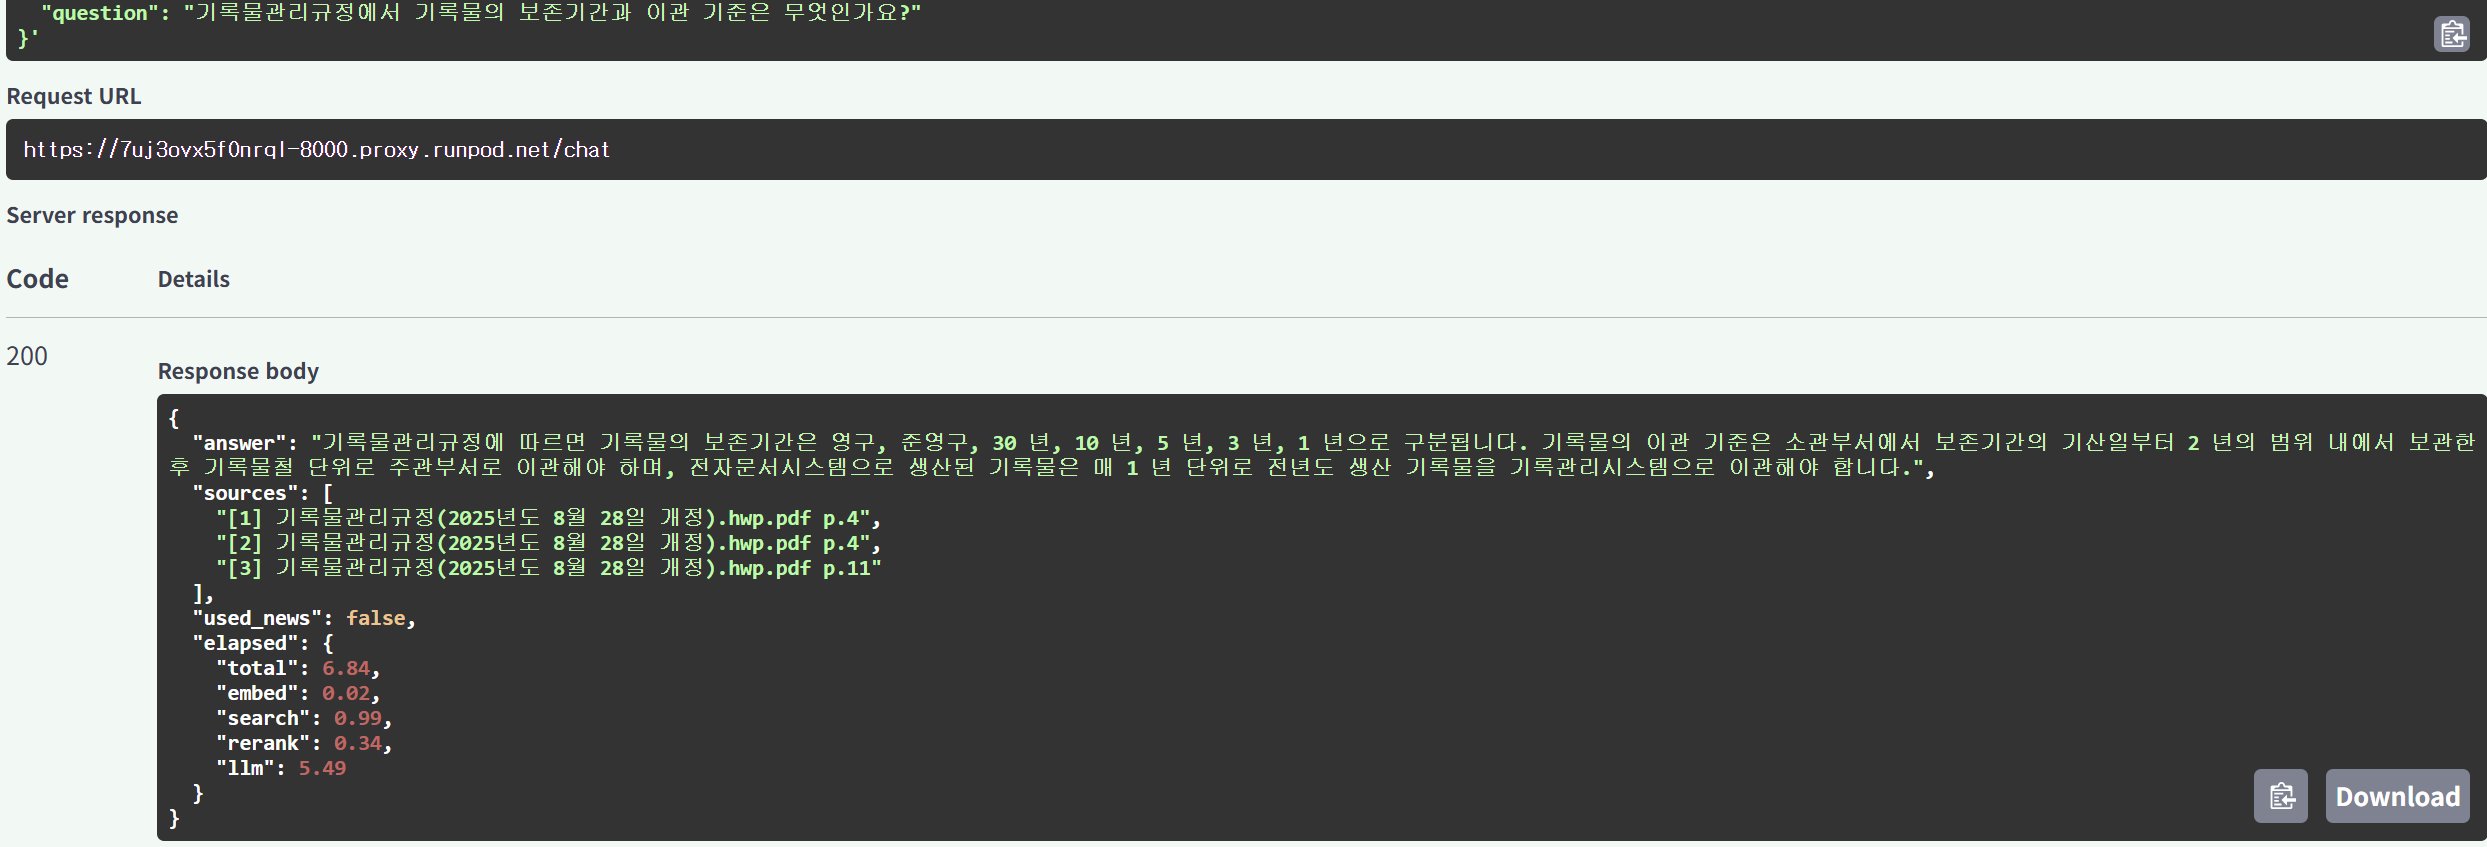 "question": "기록물관리규정에서 기록물의 보존기간과 이관 기준은 무엇인가요?"
}'
Request URL
https://7uj3ovx5f0nrql-8000.proxy.runpod.net/chat
Server response
Code Details
200
Response body
{
"answer": "기록물관리규정에 따르면 기록물의 보존기간은 영구, 준영구, 30 년, 10 년, 5 년, 3 년, 1 년으로 구분됩니다. 기록물의 이관 기준은 소관부서에서 보존기간의 기산일부터 2 년의 범위 내에서 보관한
후 기록물철 단위로 주관부서로 이관해야 하며, 전자문서시스템으로 생산된 기록물은 매 1 년 단위로 전년도 생산 기록물을 기록관리시스템으로 이관해야 합니다.",
"sources": [
"[1] 기록물관리규정(2025년도 8월 28일 개정).hwp.pdf p.4",
"[2] 기록물관리규정(2025년도 8월 28일 개정).hwp.pdf p.4",
"[3] 기록물관리규정(2025년도 8월 28일 개정).hwp.pdf p.11"
],
"used_news": false,
"elapsed": {
"total": 6.84,
"embed": 0.02,
"search": 0.99,
"rerank": 0.34,
"llm": 5.49
}
}
Download